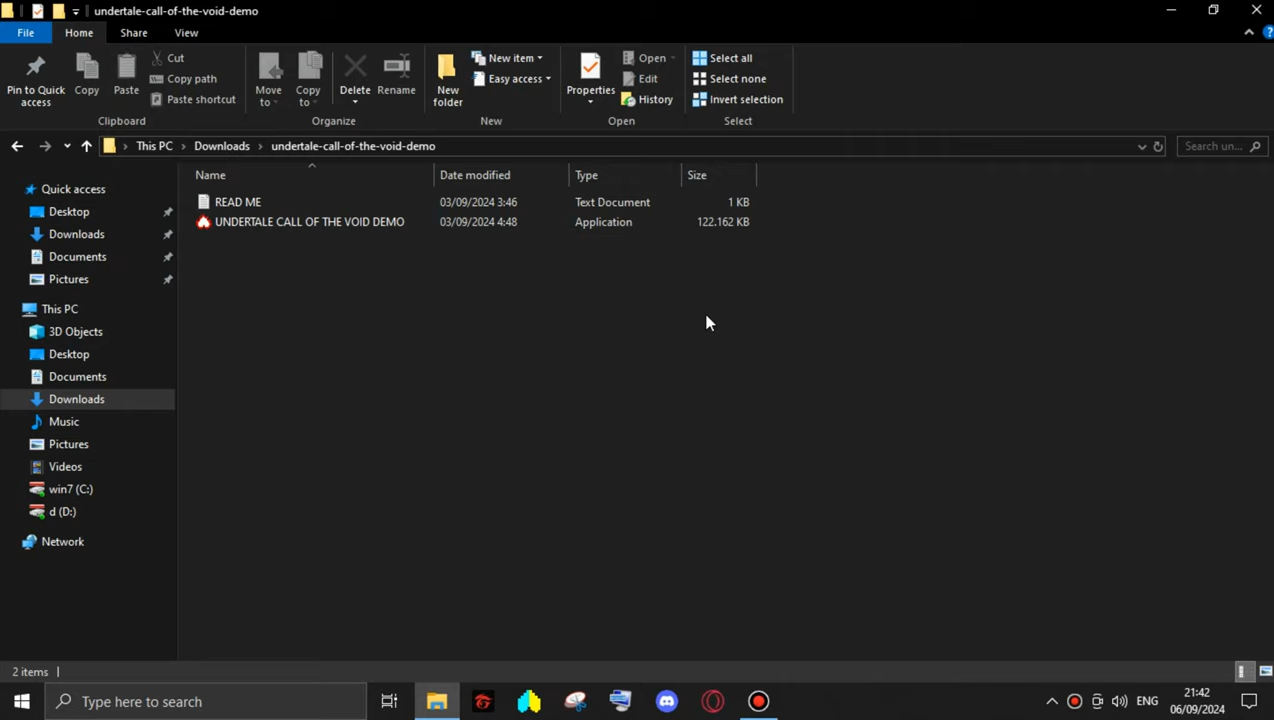 undertale-call-of-the-void-demo
File Home Share View
Pin to Quick access
Copy
Paste
Cut
Copy path
Paste shortcut
Move to
Copy to
Delete
Rename
New folder
New item
Easy access
Properties
Open
Edit
History
Select all
Select none
Invert selection
Clipboard Organize New Open Select
This PC Downloads undertale-call-of-the-void-demo Search un...
Name Date modified Type Size
READ ME 03/09/2024 3:46 Text Document 1 KB
UNDERTALE CALL OF THE VOID DEMO 03/09/2024 4:48 Application 122.162 KB
Quick access
Desktop
Downloads
Documents
Pictures
This PC
3D Objects
Desktop
Documents
Downloads
Music
Pictures
Videos
win7 (C:)
d (D:)
Network
2 items
Type here to search
ENG
21:42
06/09/2024